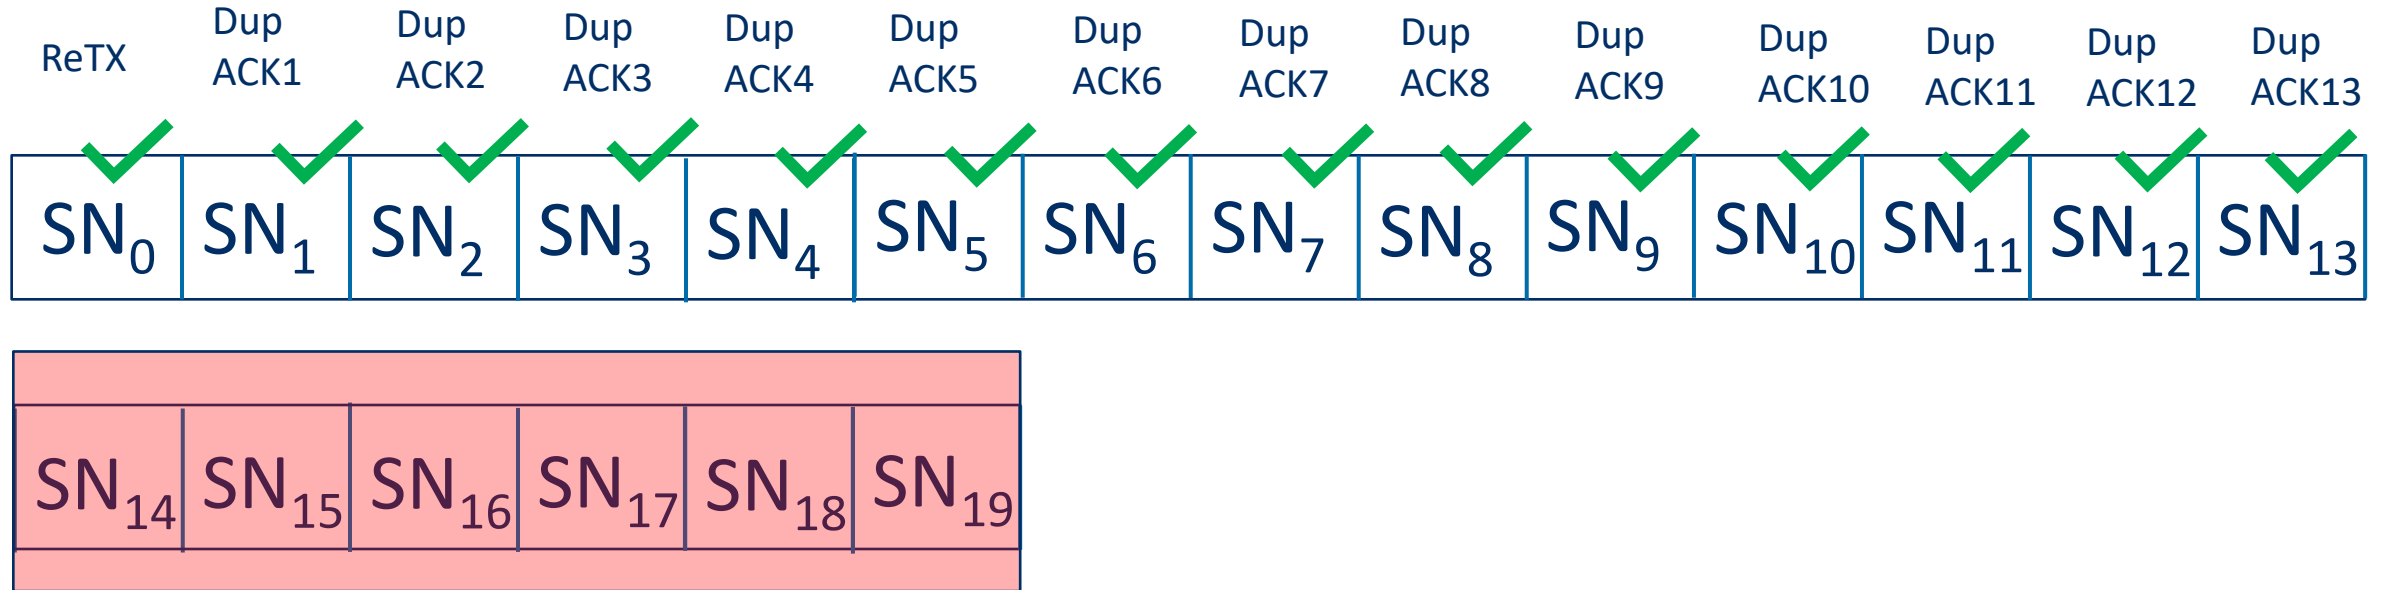 ReTX Dup ACK1 Dup ACK2 Dup ACK3 Dup ACK4 Dup ACK5 Dup ACK6 Dup ACK7 Dup ACK8 Dup ACK9 Dup ACK10 Dup ACK11 Dup ACK12 Dup ACK13
SN0 SN1 SN2 SN3 SN4 SN5 SN6 SN7 SN8 SN9 SN10 SN11 SN12 SN13
SN14 SN15 SN16 SN17 SN18 SN19